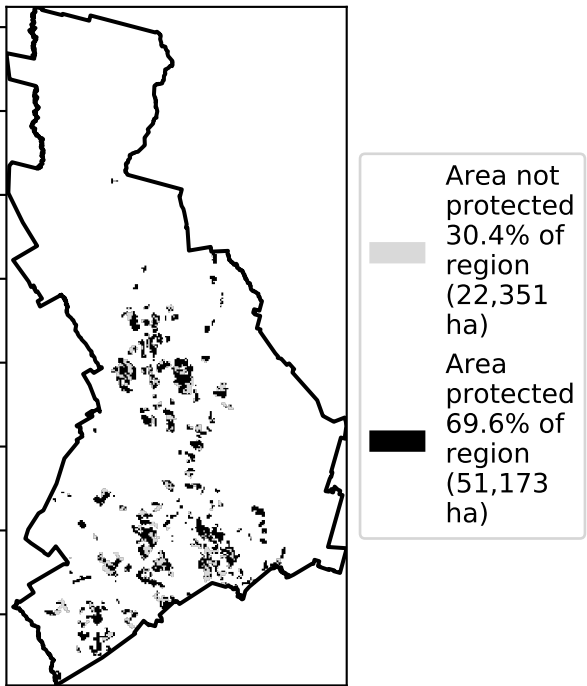 Area not
protected
30.4% of
region
(22,351
ha)
Area
protected
69.6% of
region
(51,173
ha)